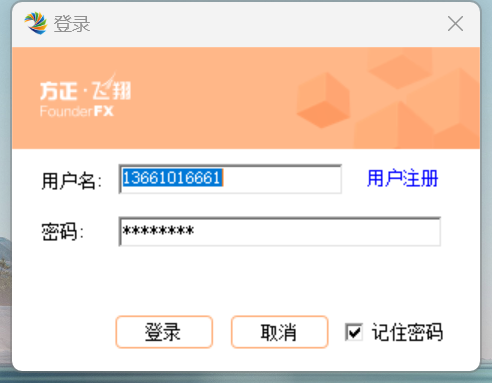 登录
方正·飞翔
FounderFX
用户名: 13661016661 用户注册
密码: ********
登录 取消 记住密码